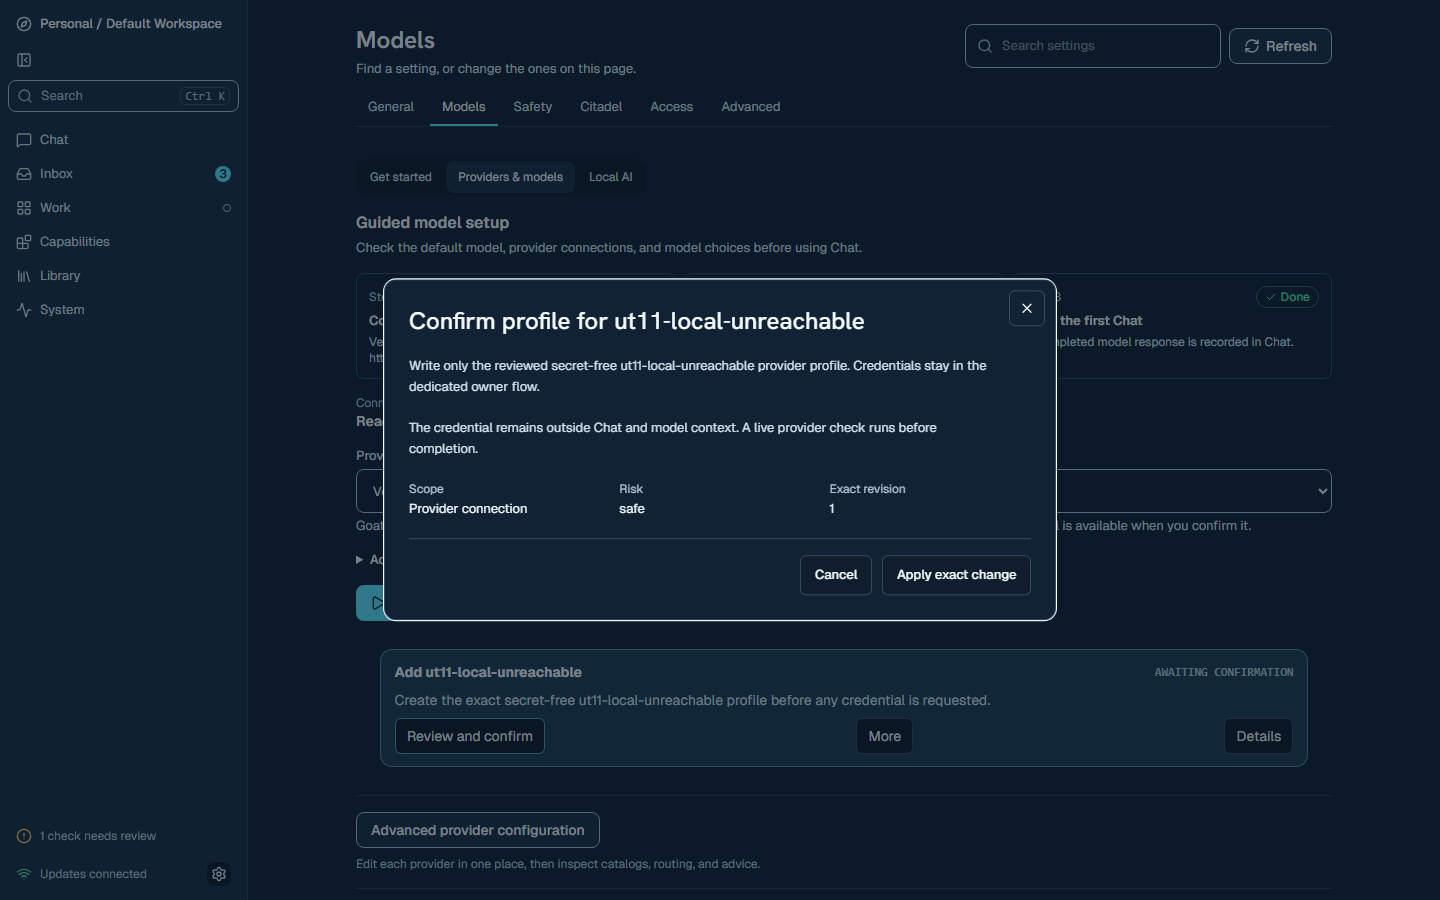 Personal / Default Workspace
Search
Ctrl K
Chat
Inbox
3
Work
Capabilities
Library
System
1 check needs review
Updates connected
Models
Find a setting, or change the ones on this page.
Search settings
Refresh
General
Models
Safety
Citadel
Access
Advanced
Get started
Providers & models
Local AI
Guided model setup
Check the default model, provider connections, and model choices before using Chat.
Done
the first Chat
model response is recorded in Chat.
Confirm profile for ut11-local-unreachable
Write only the reviewed secret-free ut11-local-unreachable provider profile. Credentials stay in the
dedicated owner flow.
The credential remains outside Chat and model context. A live provider check runs before
completion.
Scope
Risk
Exact revision
Provider connection
safe
1
Cancel
Apply exact change
is available when you confirm it.
Add ut11-local-unreachable
AWAITING CONFIRMATION
Create the exact secret-free ut11-local-unreachable profile before any credential is requested.
Review and confirm
More
Details
Advanced provider configuration
Edit each provider in one place, then inspect catalogs, routing, and advice.